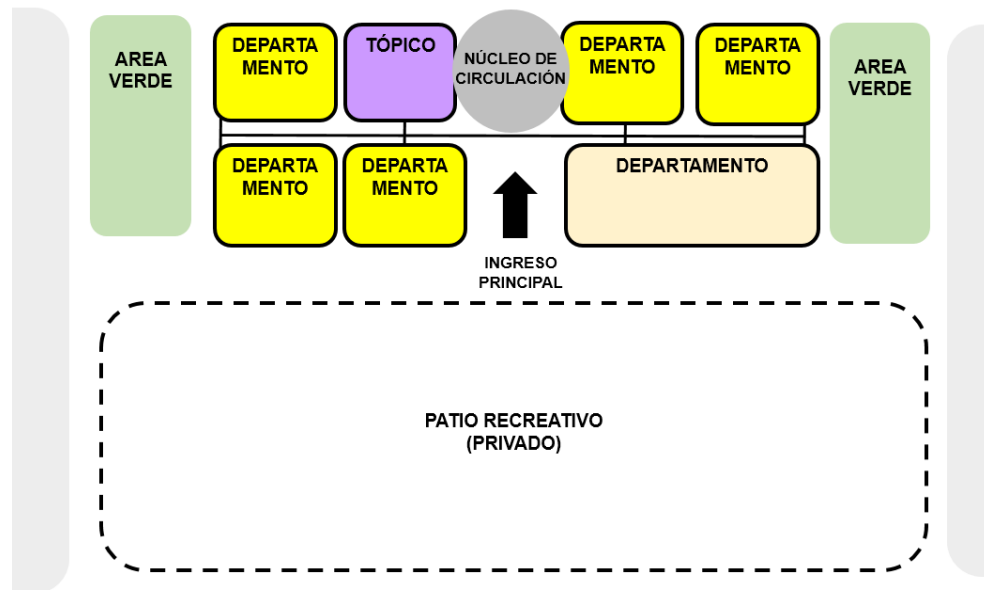 AREA
VERDE
DEPARTA
MENTO
TÓPICO
NÚCLEO DE
CIRCULACIÓN
DEPARTA
MENTO
DEPARTA
MENTO
AREA
VERDE
DEPARTA
MENTO
DEPARTA
MENTO
DEPARTAMENTO
INGRESO
PRINCIPAL
PATIO RECREATIVO
(PRIVADO)